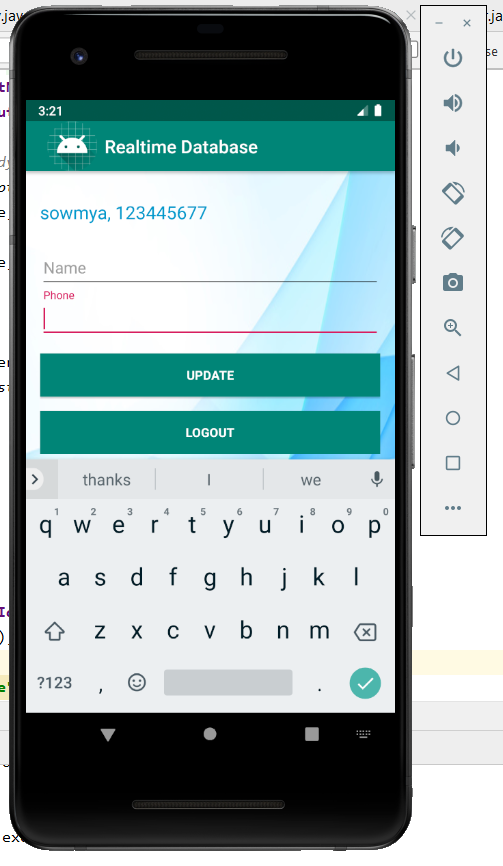 3:21
Realtime Database
sowmya, 123445677
Name
Phone
UPDATE
LOGOUT
thanks I we
1 2 3 4 5 6 7 8 9 0
q w e r t y u i o p
a s d f g h j k l
z x c v b n m
?123 , .